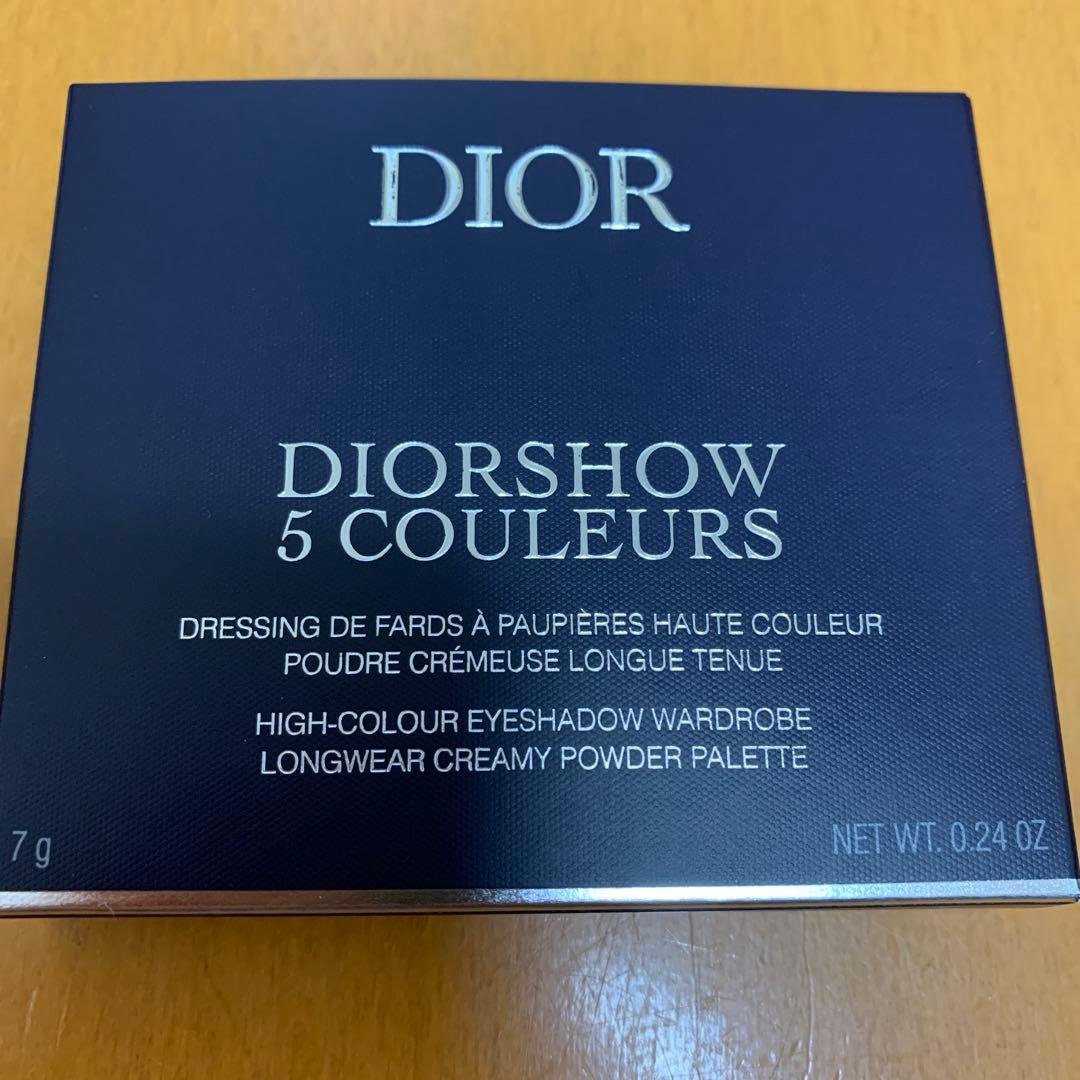 DIOR
DIORSHOW
5 COULEURS
DRESSING DE FARDS À PAUPIÈRES HAUTE COULEUR
POUDRE CRÉMEUSE LONGUE TENUE
HIGH-COLOUR EYESHADOW WARDROBE
LONGWEAR CREAMY POWDER PALETTE
7 g
NET WT. 0.24 OZ